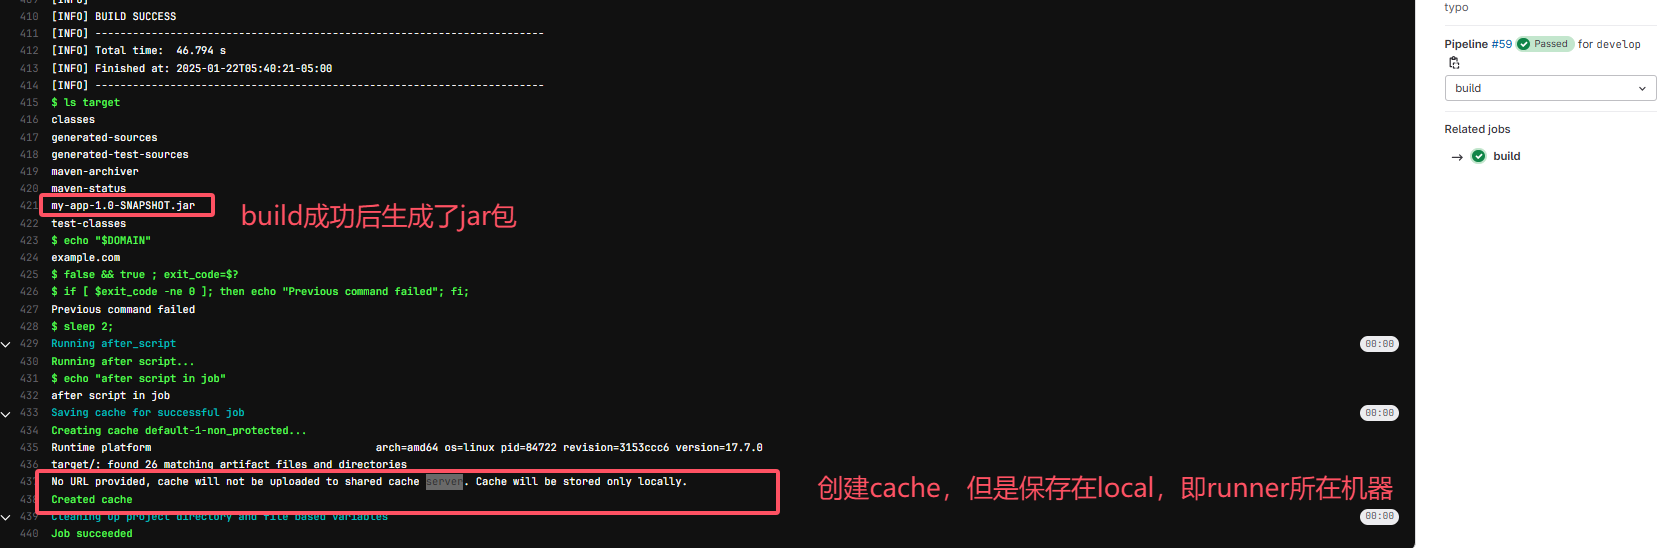 409 [INFO]
410 [INFO] BUILD SUCCESS
411 [INFO] ------------------------------------------------------------------------
412 [INFO] Total time:  46.794 s
413 [INFO] Finished at: 2025-01-22T05:40:21-05:00
414 [INFO] ------------------------------------------------------------------------
415 $ ls target
416 classes
417 generated-sources
418 generated-test-sources
419 maven-archiver
420 maven-status
421 my-app-1.0-SNAPSHOT.jar
build成功后生成了jar包
422 test-classes
423 $ echo "$DOMAIN"
424 example.com
425 $ false && true ; exit_code=$?
426 $ if [ $exit_code -ne 0 ]; then echo "Previous command failed"; fi;
427 Previous command failed
428 $ sleep 2;
429 Running after_script 00:00
430 Running after script...
431 $ echo "after script in job"
432 after script in job
433 Saving cache for successful job 00:00
434 Creating cache default-1-non_protected...
435 Runtime platform arch=amd64 os=linux pid=84722 revision=3153ccc6 version=17.7.0
436 target/: found 26 matching artifact files and directories
437 No URL provided, cache will not be uploaded to shared cache server. Cache will be stored only locally.
创建cache，但是保存在local，即runner所在机器
438 Created cache
439 Cleaning up project directory and file based variables 00:00
440 Job succeeded
typo
Pipeline #59 Passed for develop
build
Related jobs
→ build